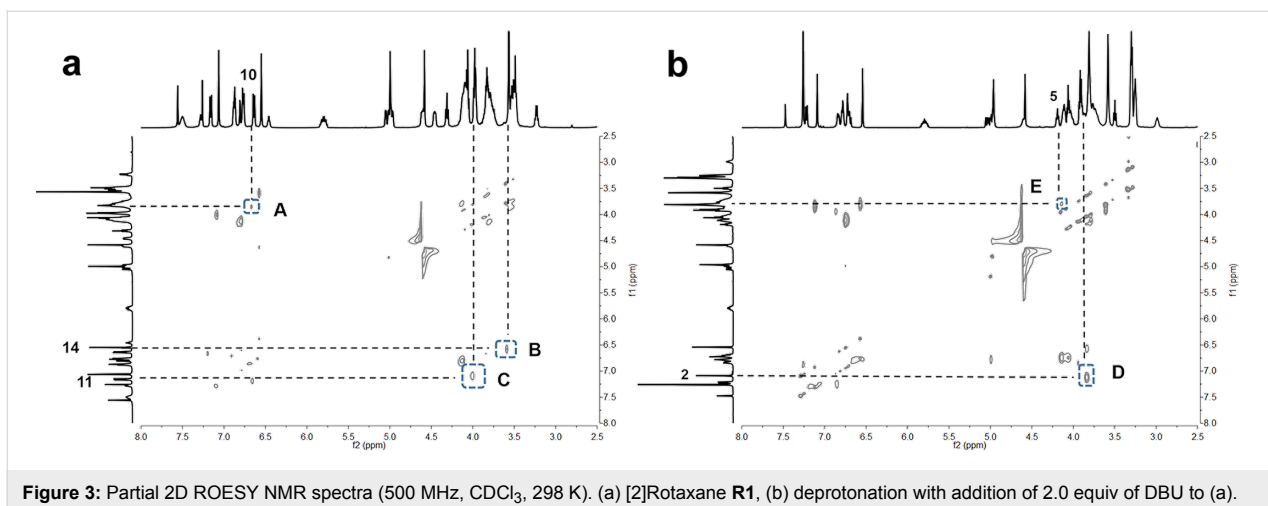 a
b
10
5
2.5
3.0
3.5
4.0
4.5
5.0
5.5
6.0
6.5
7.0
7.5
8.0
f1 (ppm)
A
14
B
11
C
8.0 7.5 7.0 6.5 6.0 5.5 5.0 4.5 4.0 3.5 3.0 2.5
f2 (ppm)
2.5
3.0
3.5
4.0
4.5
5.0
5.5
6.0
6.5
7.0
7.5
8.0
f1 (ppm)
E
2
D
8.0 7.5 7.0 6.5 6.0 5.5 5.0 4.5 4.0 3.5 3.0 2.5
f2 (ppm)
Figure 3: Partial 2D ROESY NMR spectra (500 MHz, CDCl3, 298 K). (a) [2]Rotaxane R1, (b) deprotonation with addition of 2.0 equiv of DBU to (a).